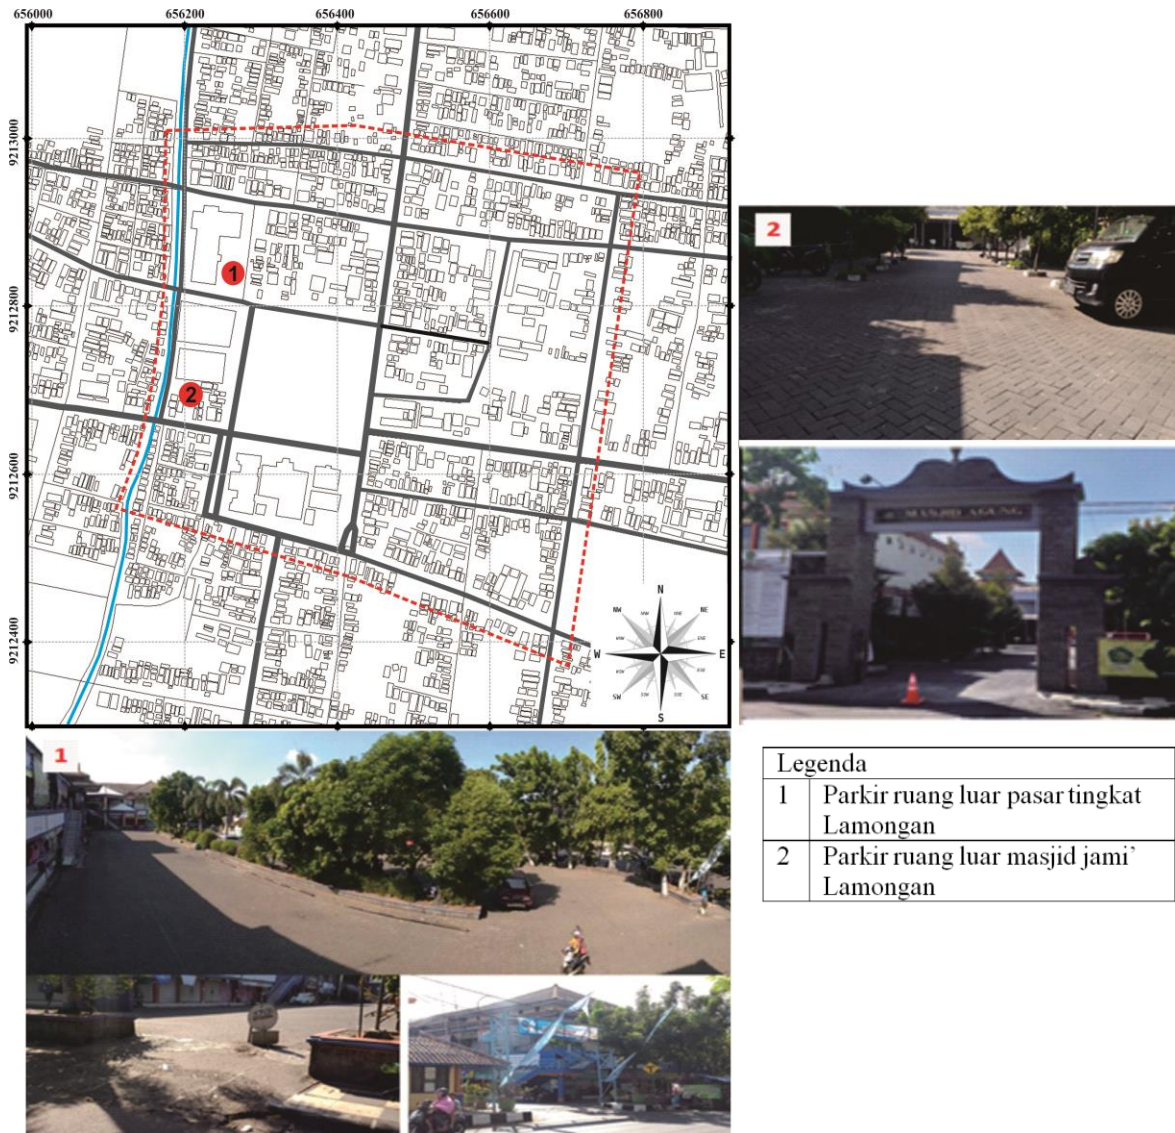 656000 656200 656400 656600 656800
9213000
9212800
9212600
9212400
1
2
N
NW NE
W E
SW SE
S
2
MASJID AGUNG
1
Legenda
1 Parkir ruang luar pasar tingkat
Lamongan
2 Parkir ruang luar masjid jami’
Lamongan